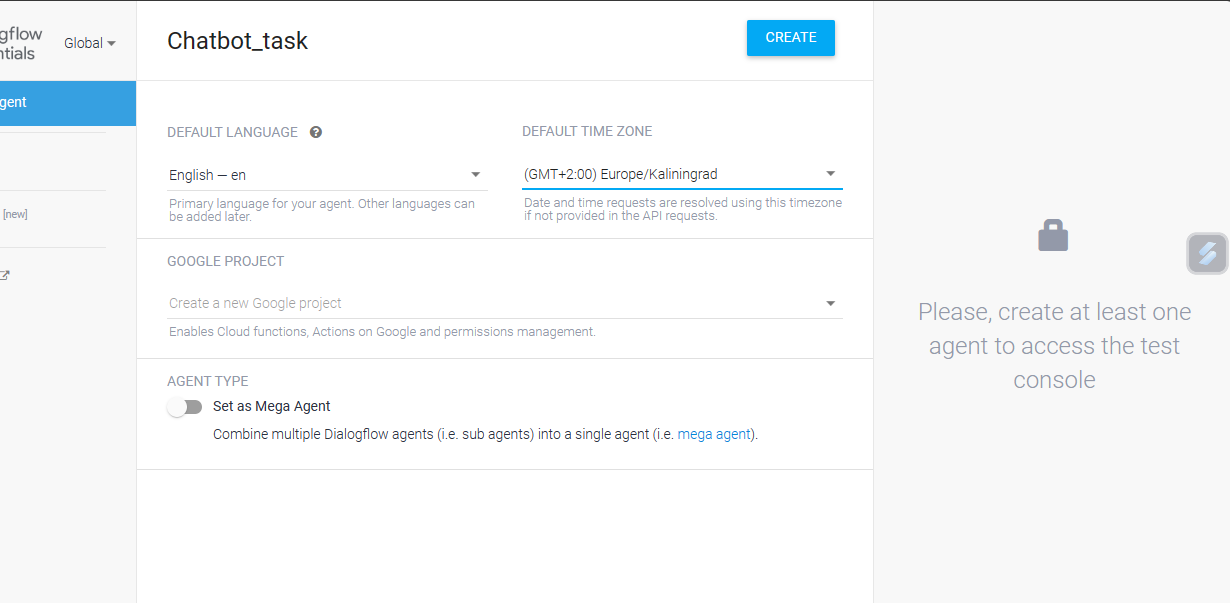 gflow
ntials
Global
Chatbot_task
CREATE
gent
DEFAULT LANGUAGE
DEFAULT TIME ZONE
English — en
(GMT+2:00) Europe/Kaliningrad
Primary language for your agent. Other languages can
be added later.
Date and time requests are resolved using this timezone
if not provided in the API requests.
[new]
GOOGLE PROJECT
Create a new Google project
Enables Cloud functions, Actions on Google and permissions management.
Please, create at least one
agent to access the test
console
AGENT TYPE
Set as Mega Agent
Combine multiple Dialogflow agents (i.e. sub agents) into a single agent (i.e. mega agent).